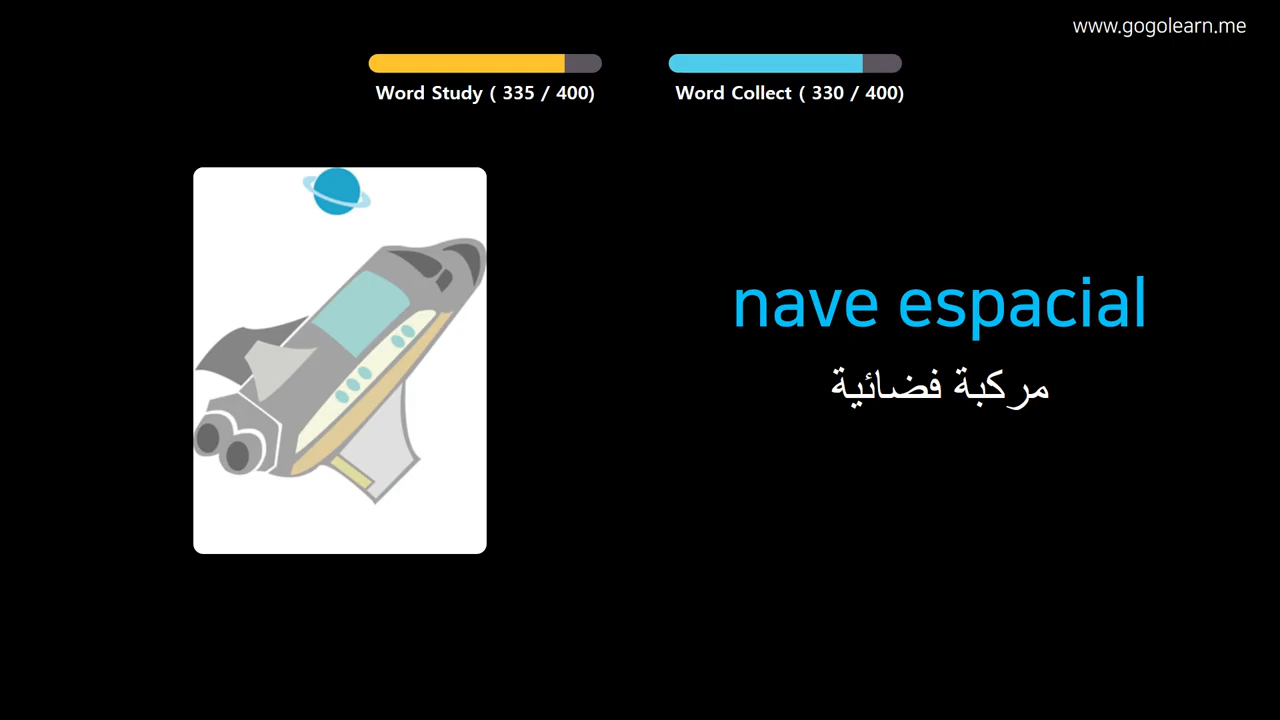 www.gogolearn.me
Word Study ( 335 / 400)
Word Collect ( 330 / 400)
nave espacial
مركبة فضائية